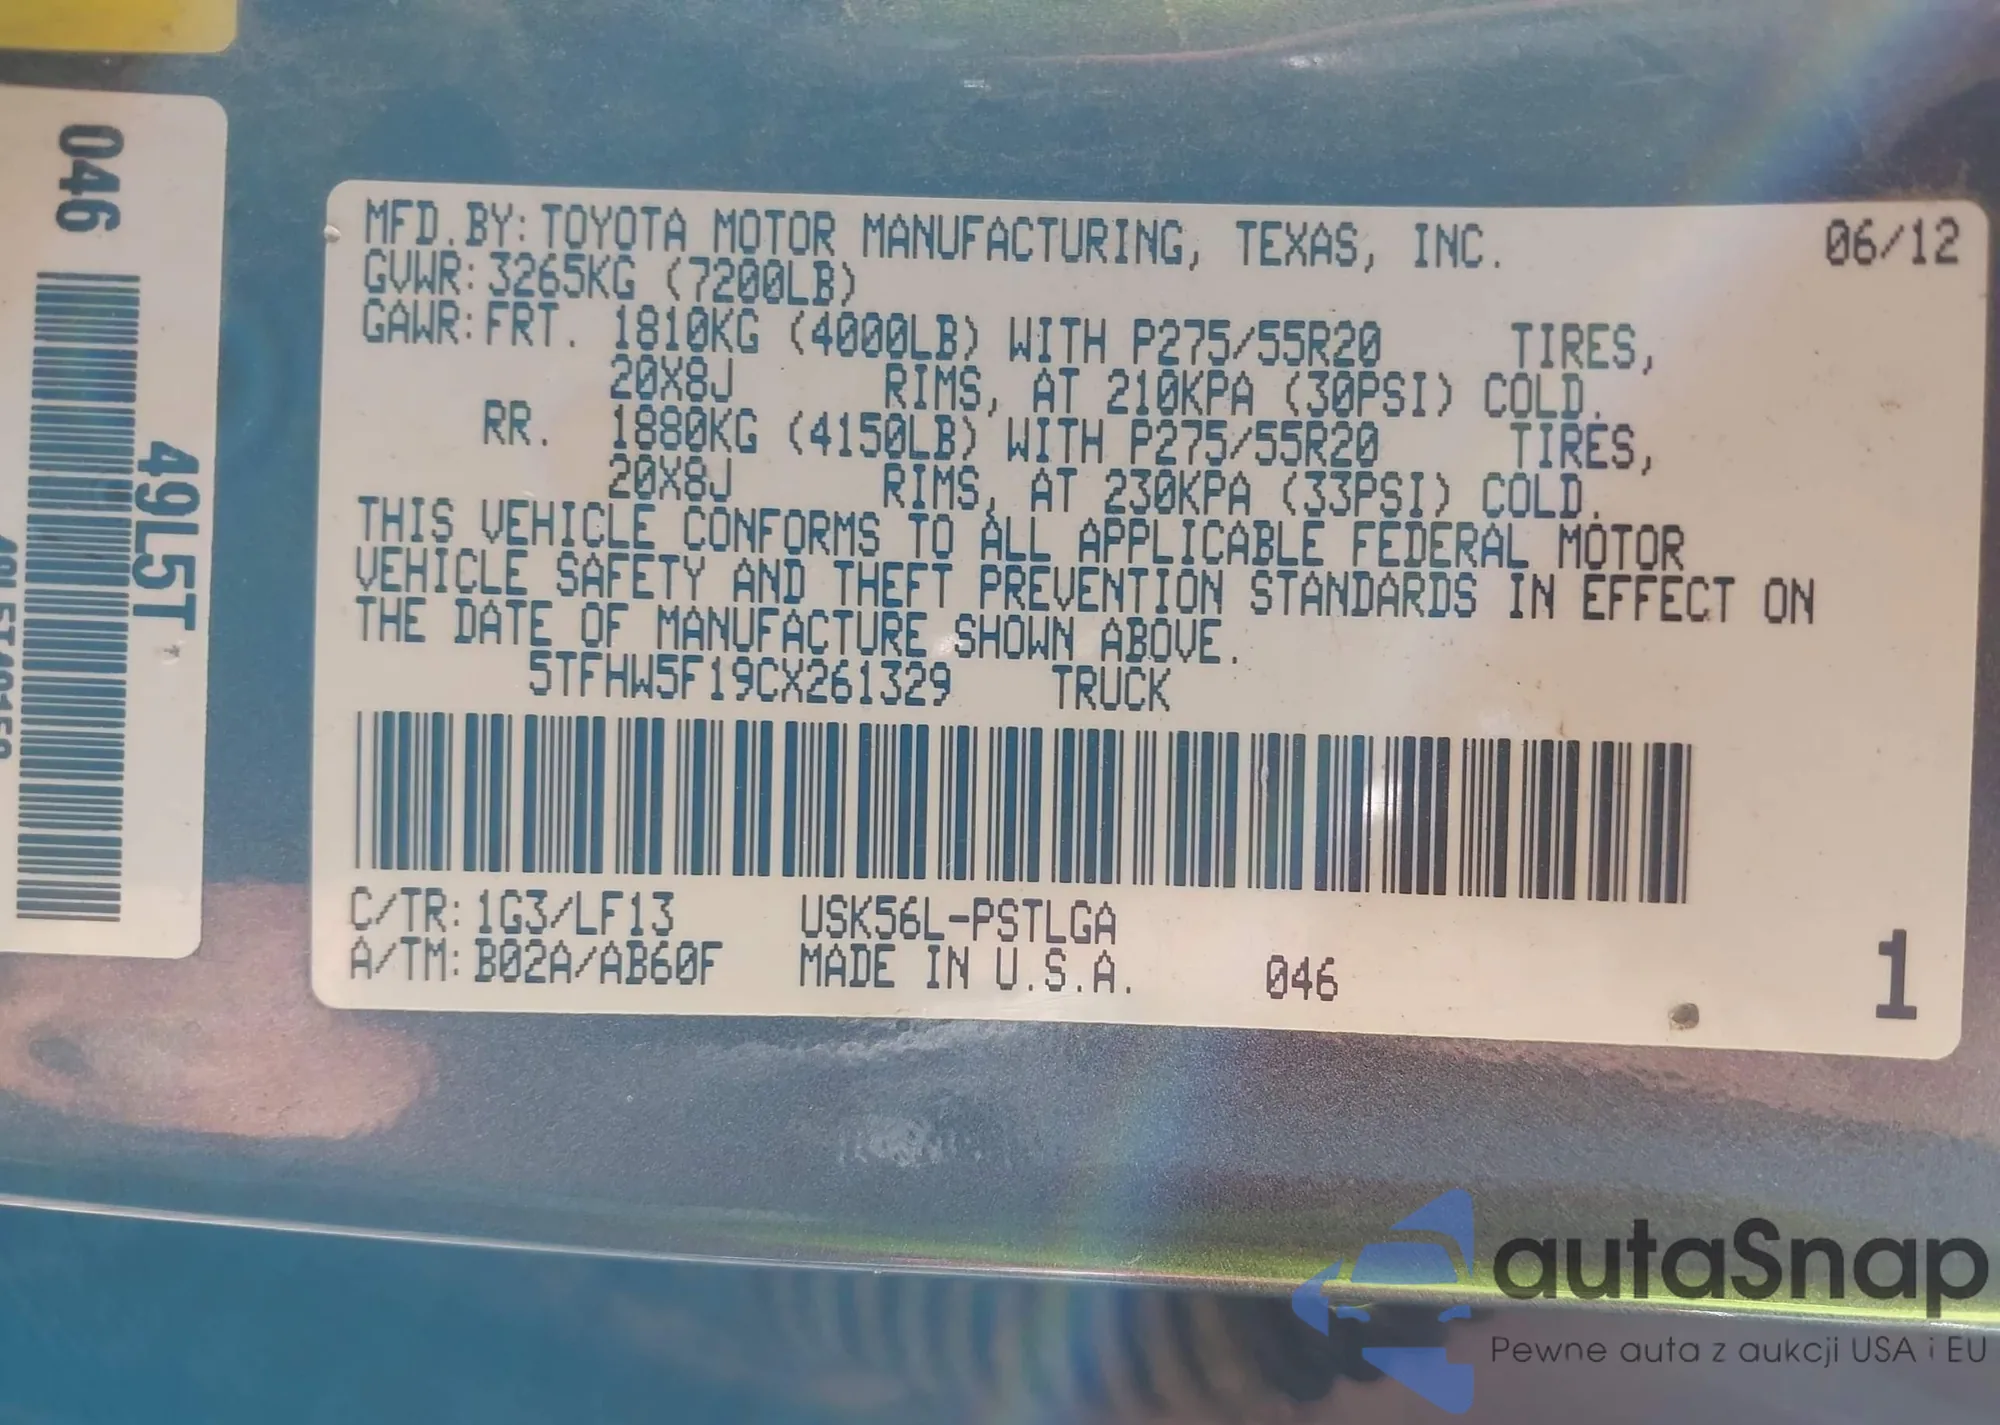 046
49L5T
MFD.BY: TOYOTA MOTOR MANUFACTURING, TEXAS, INC. 06/12
GVWR: 3265KG (7200LB)
GAWR: FRT. 1810KG (4000LB) WITH P275/55R20 TIRES,
20X8J RIMS, AT 210KPA (30PSI) COLD.
RR. 1880KG (4150LB) WITH P275/55R20 TIRES,
20X8J RIMS, AT 230KPA (33PSI) COLD.
THIS VEHICLE CONFORMS TO ALL APPLICABLE FEDERAL MOTOR
VEHICLE SAFETY AND THEFT PREVENTION STANDARDS IN EFFECT ON
THE DATE OF MANUFACTURE SHOWN ABOVE.
5TFHW5F19CX261329 TRUCK
C/TR: 1G3/LF13 USK56L-PSTLGA
A/TM: B02A/AB60F MADE IN U.S.A. 046 1
autaSnap
Pewne auta z aukcji USA i EU